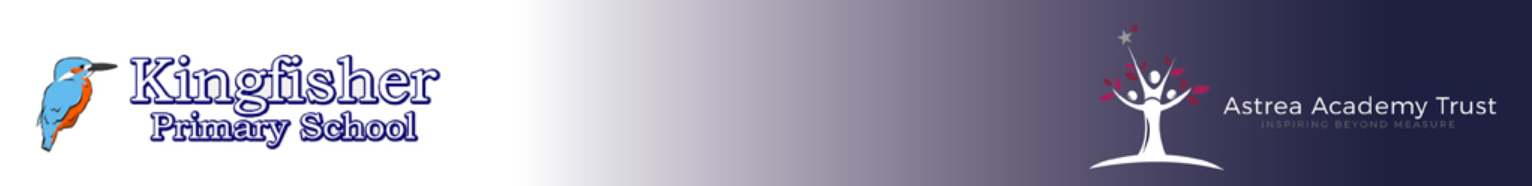 Kingfisher
Primary School
Astrea Academy Trust
INSPIRING BEYOND MEASURE